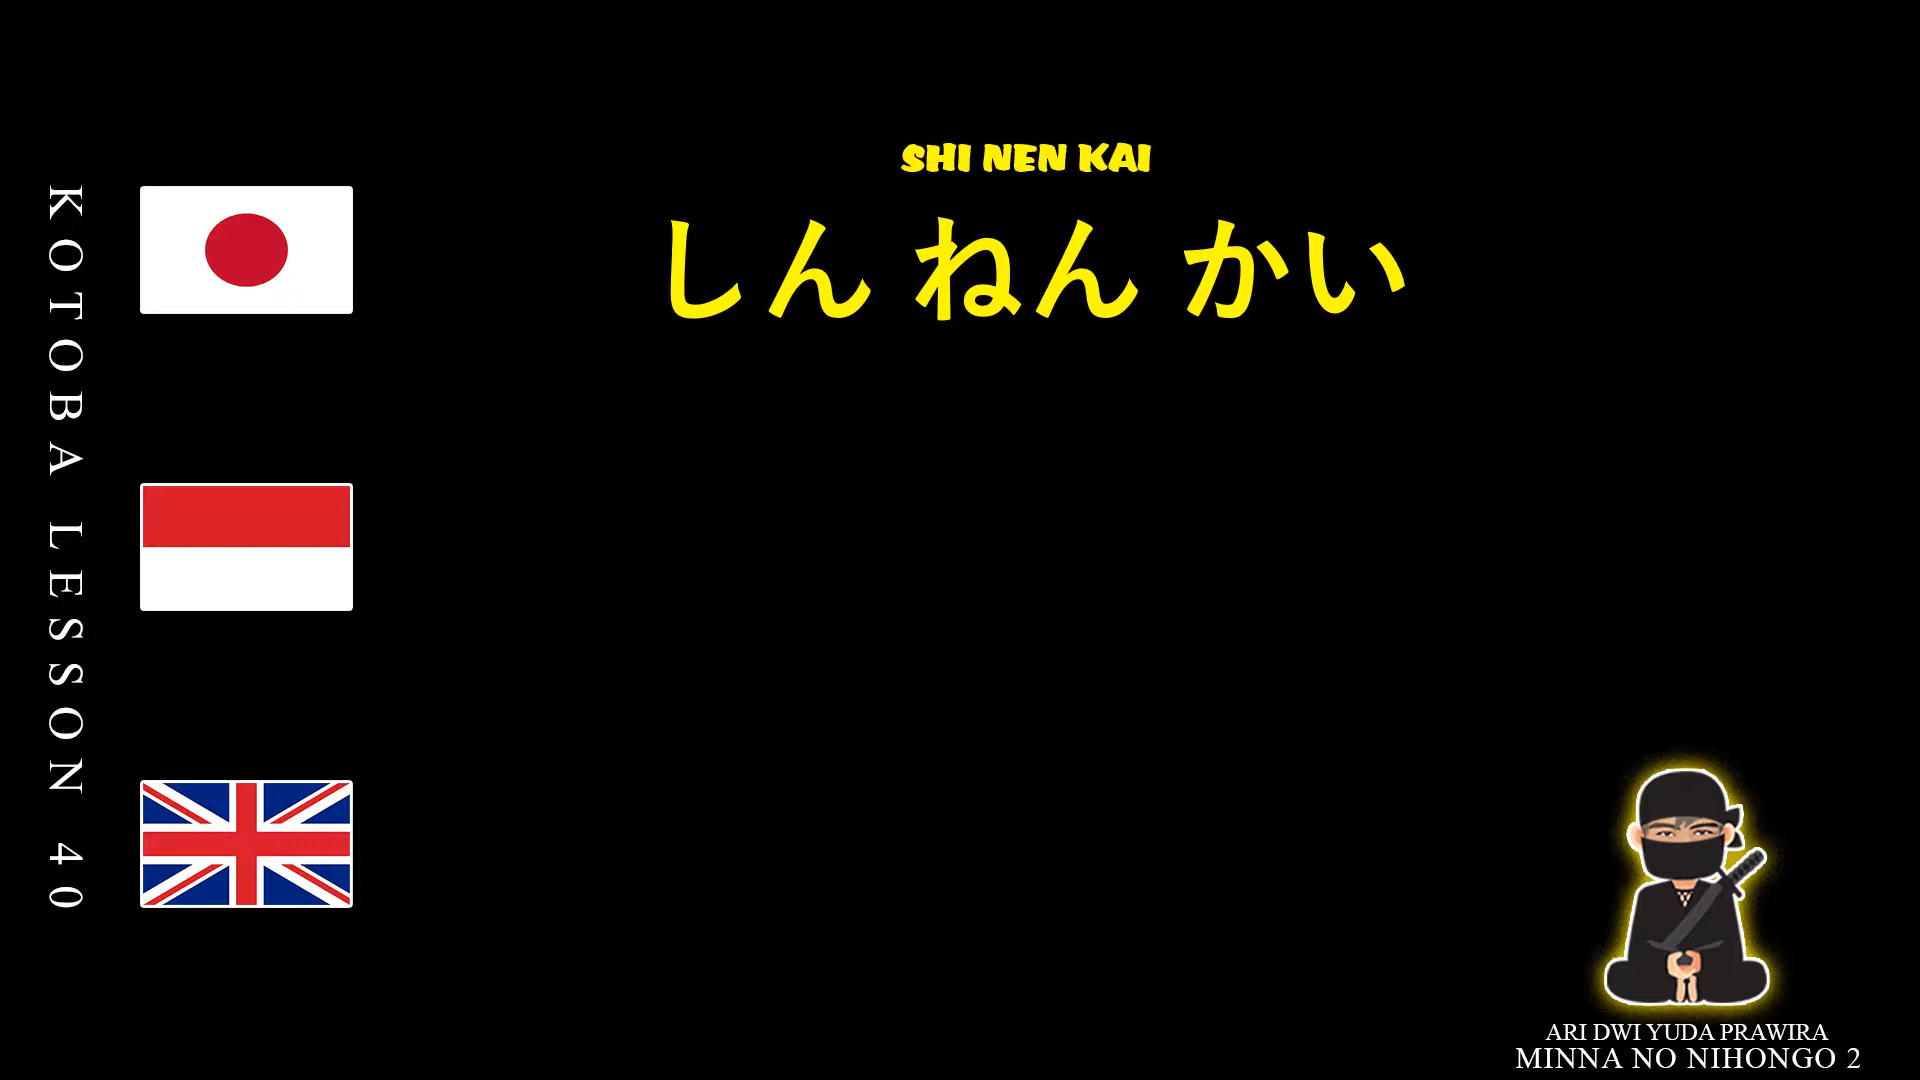 KOTOBA LESSON 40
SHI NEN KAI
しん ねん かい
ARI DWI YUDA PRAWIRA
MINNA NO NIHONGO 2